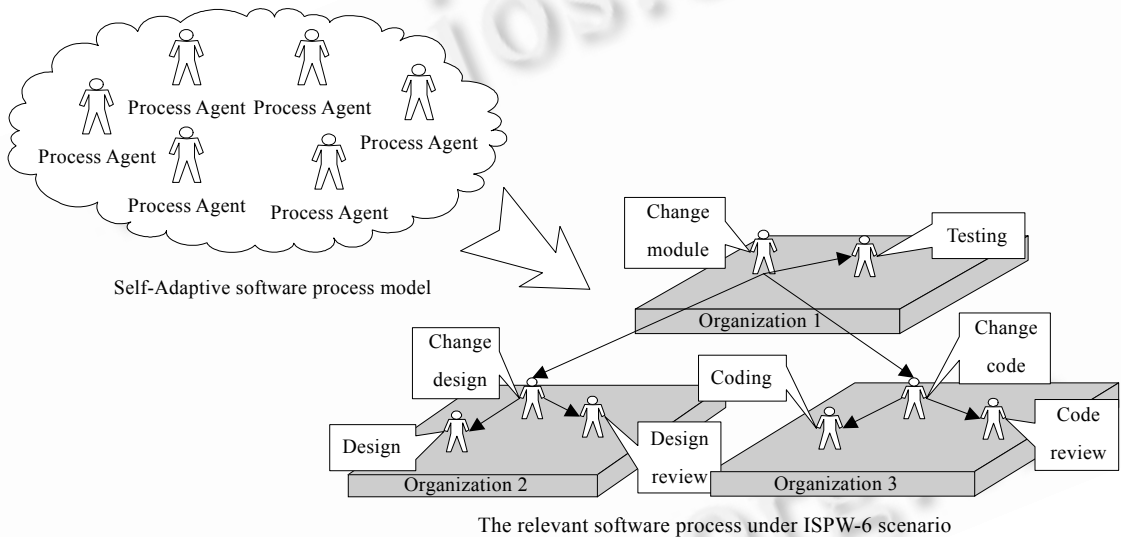 Process Agent
Process Agent
Process Agent
Process Agent
Process Agent
Process Agent
Self-Adaptive software process model
Change
module
Testing
Organization 1
Change
design
Design
Design
review
Organization 2
Coding
Change
code
Code
review
Organization 3
The relevant software process under ISPW-6 scenario